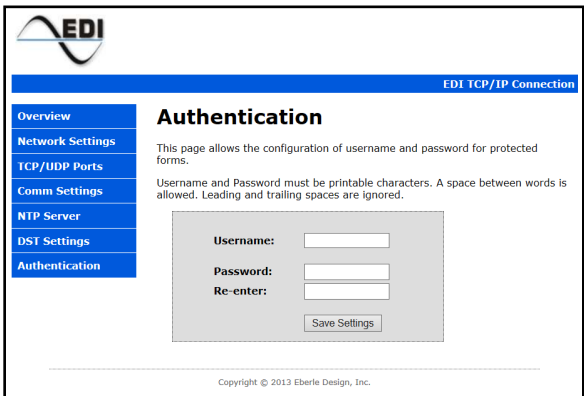 EDI
EDI TCP/IP Connection
Overview
Network Settings
TCP/UDP Ports
Comm Settings
NTP Server
DST Settings
Authentication
Authentication
This page allows the configuration of username and password for protected
forms.
Username and Password must be printable characters. A space between words is
allowed. Leading and trailing spaces are ignored.
Username:
Password:
Re-enter:
Save Settings
Copyright © 2013 Eberle Design, Inc.